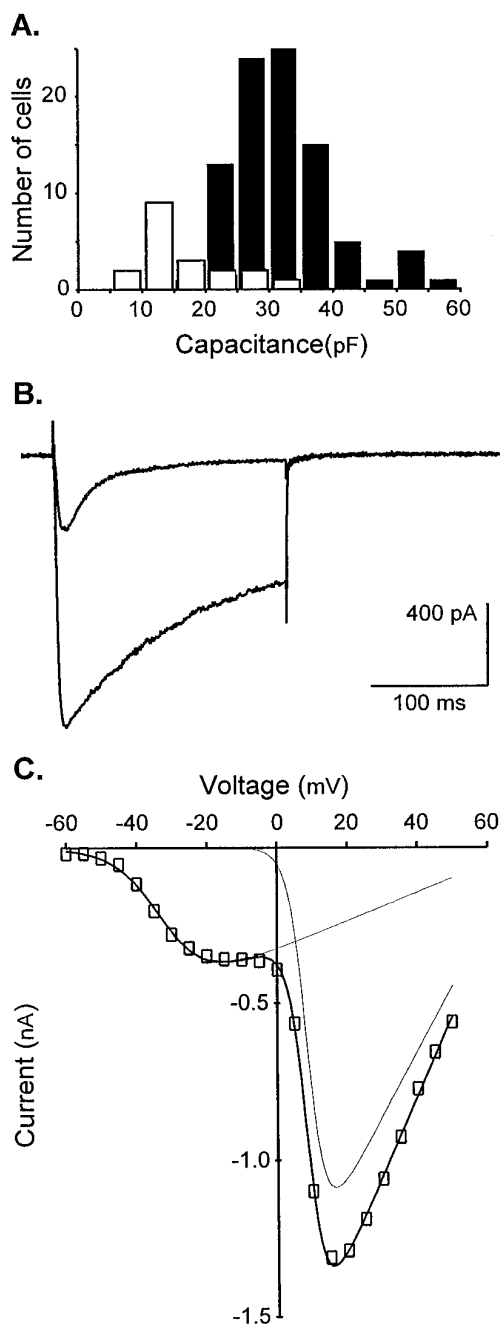 A.
Number of cells
20
10
0
0 10 20 30 40 50 60
Capacitance(pF)
B.
400 pA
100 ms
C.
Voltage (mV)
-60 -40 -20 0 20 40 60
Current (nA)
-0.5
-1.0
-1.5